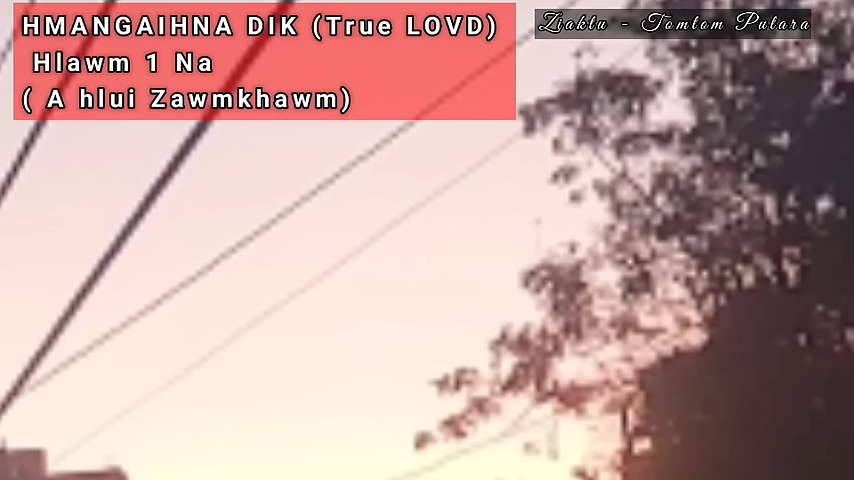 HMANGAIHNA DIK (True LOVD)
Hlawm 1 Na
( A hlui Zawmkhawm)
Ziaktu - Tomtom Putara